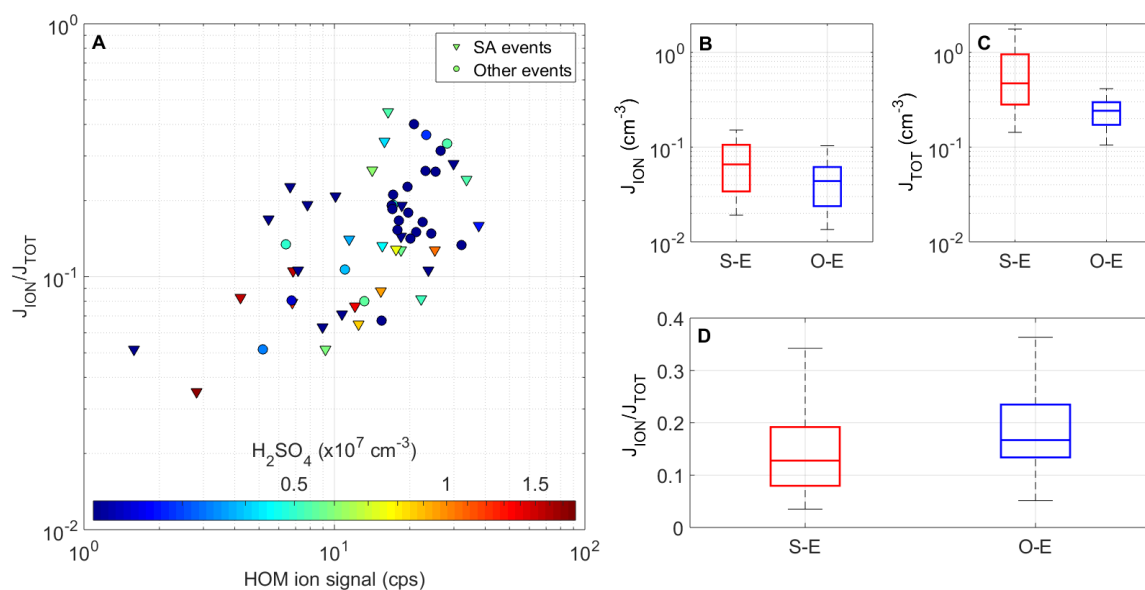 A
SA events
Other events
10^0
10^-1
10^-2
J_ION/J_TOT
H_2SO_4 (x10^7 cm^-3)
0.5 1 1.5
10^0 10^1 10^2
HOM ion signal (cps)
B
10^0
10^-1
10^-2
J_ION (cm^-3)
S-E O-E
C
10^0
10^-1
10^-2
J_TOT (cm^-3)
S-E O-E
D
0.4
0.3
0.2
0.1
0
J_ION/J_TOT
S-E O-E